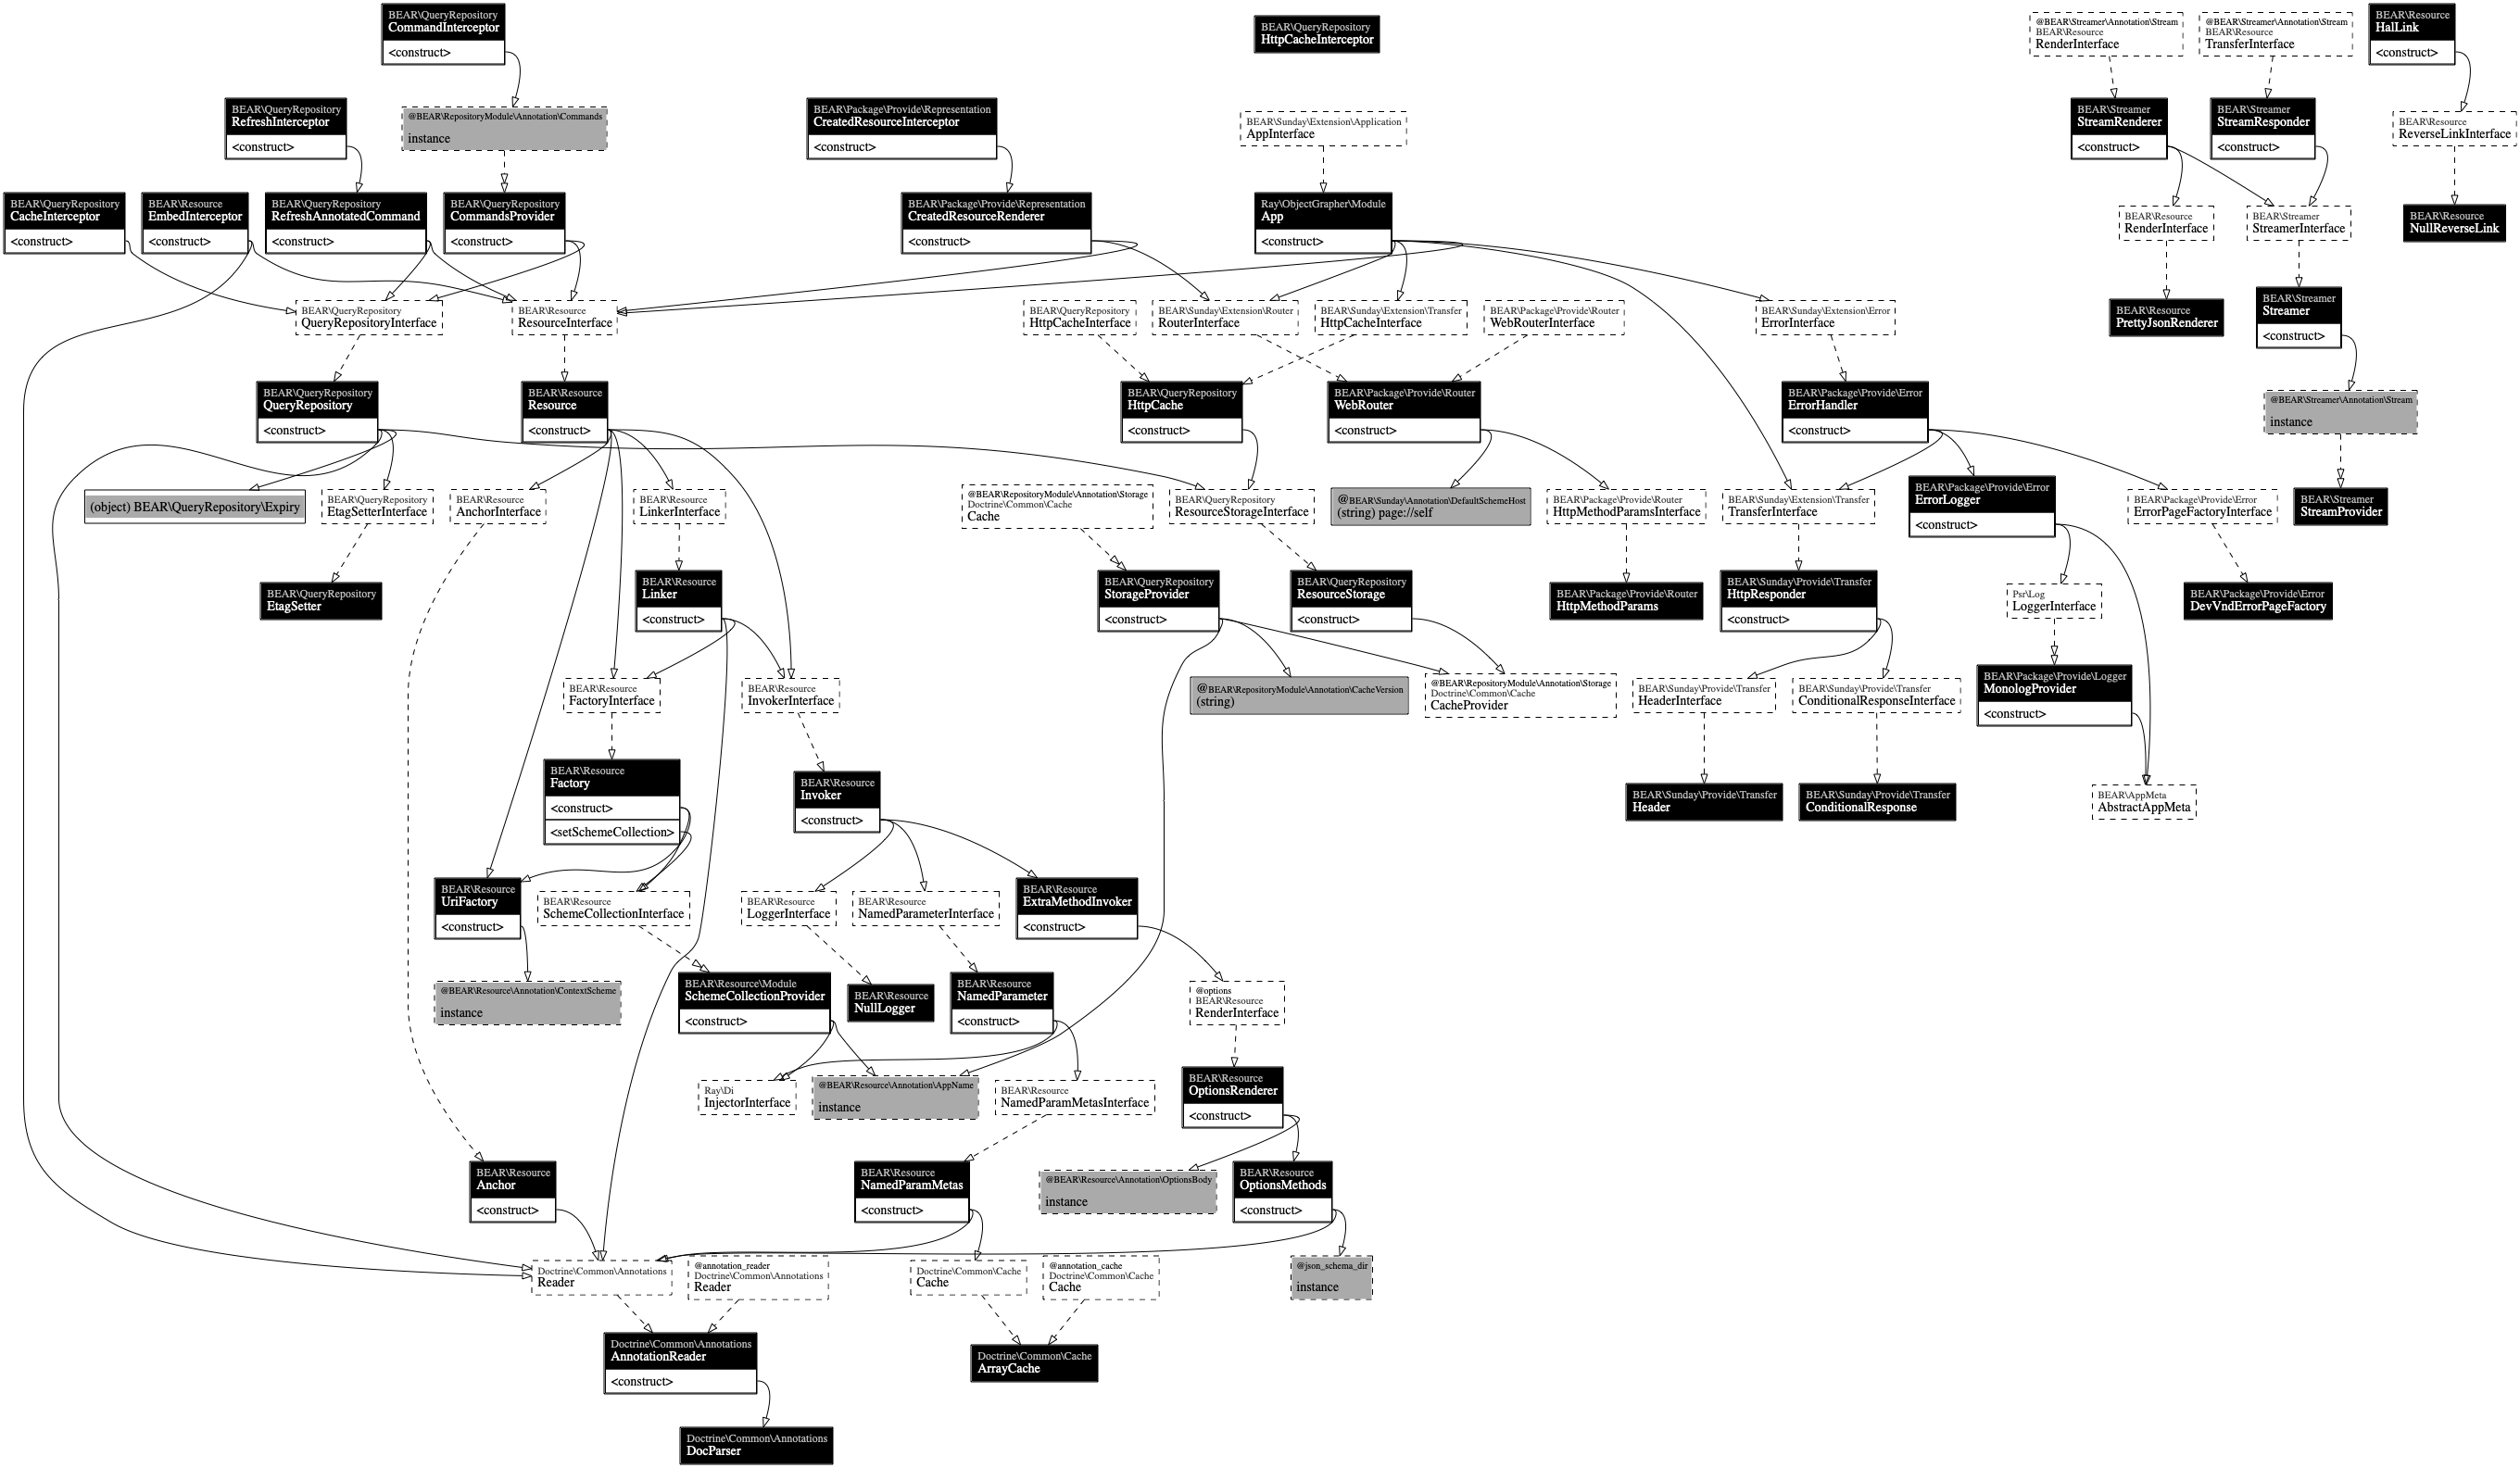 BEAR\QueryRepository
CommandInterceptor
<construct>
BEAR\QueryRepository
HttpCacheInterceptor
@BEAR\Streamer\Annotation\Stream
BEAR\Resource
RenderInterface
@BEAR\Streamer\Annotation\Stream
BEAR\Resource
TransferInterface
BEAR\Resource
HalLink
<construct>
BEAR\QueryRepository
RefreshInterceptor
<construct>
@BEAR\RepositoryModule\Annotation\Commands
instance
BEAR\Package\Provide\Representation
CreatedResourceInterceptor
<construct>
BEAR\Sunday\Extension\Application
AppInterface
BEAR\Streamer
StreamRenderer
<construct>
BEAR\Streamer
StreamResponder
<construct>
BEAR\Resource
ReverseLinkInterface
BEAR\QueryRepository
CacheInterceptor
<construct>
BEAR\Resource
EmbedInterceptor
<construct>
BEAR\QueryRepository
RefreshAnnotatedCommand
<construct>
BEAR\QueryRepository
CommandsProvider
<construct>
BEAR\Package\Provide\Representation
CreatedResourceRenderer
<construct>
Ray\ObjectGrapher\Module
App
<construct>
BEAR\Resource
RenderInterface
BEAR\Streamer
StreamerInterface
BEAR\Resource
NullReverseLink
BEAR\QueryRepository
QueryRepositoryInterface
BEAR\Resource
ResourceInterface
BEAR\QueryRepository
HttpCacheInterface
BEAR\Sunday\Extension\Router
RouterInterface
BEAR\Sunday\Extension\Transfer
HttpCacheInterface
BEAR\Package\Provide\Router
WebRouterInterface
BEAR\Sunday\Extension\Error
ErrorInterface
BEAR\Resource
PrettyJsonRenderer
BEAR\Streamer
Streamer
<construct>
BEAR\QueryRepository
QueryRepository
<construct>
BEAR\Resource
Resource
<construct>
BEAR\QueryRepository
HttpCache
<construct>
BEAR\Package\Provide\Router
WebRouter
<construct>
BEAR\Package\Provide\Error
ErrorHandler
<construct>
@BEAR\Streamer\Annotation\Stream
instance
(object) BEAR\QueryRepository\Expiry
BEAR\QueryRepository
EtagSetterInterface
BEAR\Resource
AnchorInterface
BEAR\Resource
LinkerInterface
@BEAR\RepositoryModule\Annotation\Storage
Doctrine\Common\Cache
Cache
BEAR\QueryRepository
ResourceStorageInterface
@BEAR\Sunday\Annotation\DefaultSchemeHost
(string) page://self
BEAR\Package\Provide\Router
HttpMethodParamsInterface
BEAR\Sunday\Extension\Transfer
TransferInterface
BEAR\Package\Provide\Error
ErrorLogger
<construct>
BEAR\Package\Provide\Error
ErrorPageFactoryInterface
BEAR\Streamer
StreamProvider
BEAR\QueryRepository
EtagSetter
BEAR\Resource
Linker
<construct>
BEAR\QueryRepository
StorageProvider
<construct>
BEAR\QueryRepository
ResourceStorage
<construct>
BEAR\Package\Provide\Router
HttpMethodParams
BEAR\Sunday\Provide\Transfer
HttpResponder
<construct>
Psr\Log
LoggerInterface
BEAR\Package\Provide\Error
DevVndErrorPageFactory
BEAR\Resource
FactoryInterface
BEAR\Resource
InvokerInterface
@BEAR\RepositoryModule\Annotation\CacheVersion
(string)
@BEAR\RepositoryModule\Annotation\Storage
Doctrine\Common\Cache
CacheProvider
BEAR\Sunday\Provide\Transfer
HeaderInterface
BEAR\Sunday\Provide\Transfer
ConditionalResponseInterface
BEAR\Package\Provide\Logger
MonologProvider
<construct>
BEAR\Resource
Factory
<construct>
<setSchemeCollection>
BEAR\Resource
Invoker
<construct>
BEAR\Sunday\Provide\Transfer
Header
BEAR\Sunday\Provide\Transfer
ConditionalResponse
BEAR\AppMeta
AbstractAppMeta
BEAR\Resource
UriFactory
<construct>
BEAR\Resource
SchemeCollectionInterface
BEAR\Resource
LoggerInterface
BEAR\Resource
NamedParameterInterface
BEAR\Resource
ExtraMethodInvoker
<construct>
@BEAR\Resource\Annotation\ContextScheme
instance
BEAR\Resource\Module
SchemeCollectionProvider
<construct>
BEAR\Resource
NullLogger
BEAR\Resource
NamedParameter
<construct>
@options
BEAR\Resource
RenderInterface
Ray\Di
InjectorInterface
@BEAR\Resource\Annotation\AppName
instance
BEAR\Resource
NamedParamMetasInterface
BEAR\Resource
OptionsRenderer
<construct>
BEAR\Resource
Anchor
<construct>
BEAR\Resource
NamedParamMetas
<construct>
@BEAR\Resource\Annotation\OptionsBody
instance
BEAR\Resource
OptionsMethods
<construct>
Doctrine\Common\Annotations
Reader
@annotation_reader
Doctrine\Common\Annotations
Reader
Doctrine\Common\Cache
Cache
@annotation_cache
Doctrine\Common\Cache
Cache
@json_schema_dir
instance
Doctrine\Common\Annotations
AnnotationReader
<construct>
Doctrine\Common\Cache
ArrayCache
Doctrine\Common\Annotations
DocParser